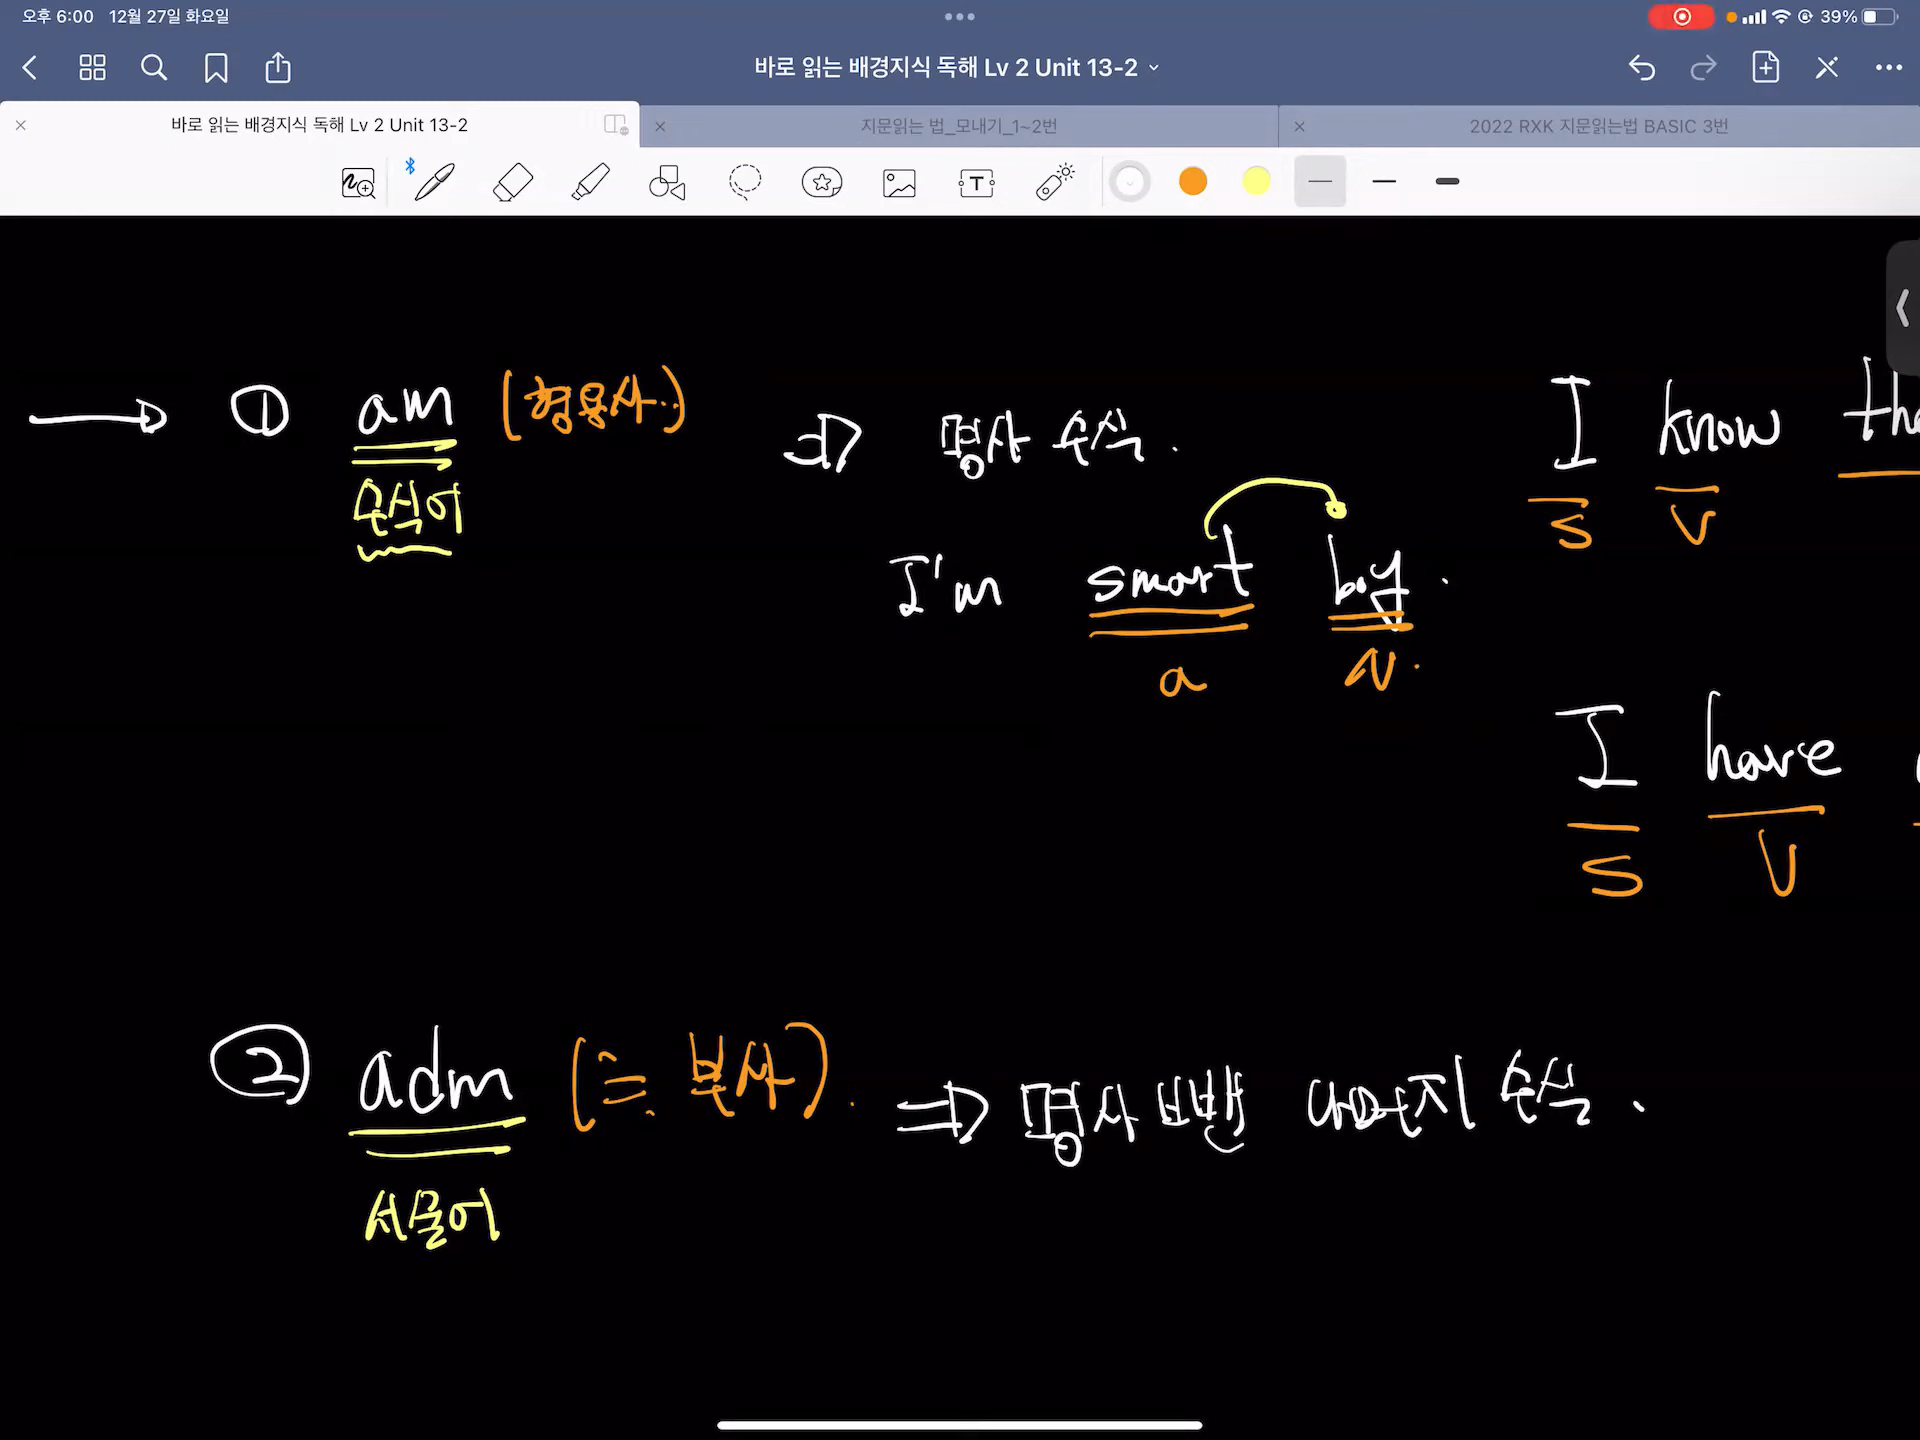 오후 6:00 12월 27일 화요일
39%
바로 읽는 배경지식 독해 Lv 2 Unit 13-2
바로 읽는 배경지식 독해 Lv 2 Unit 13-2
지문읽는 법_모내기_1~2번
2022 RXK 지문읽는법 BASIC 3번
① am (형용사..) ⇒ 명사 수식.
수식어
I'm smart boy.
a N.
I know tha
S V
I have
S V
② adm (≒ 부사). ⇒ 명사 빼 나머지 수식.
서술어